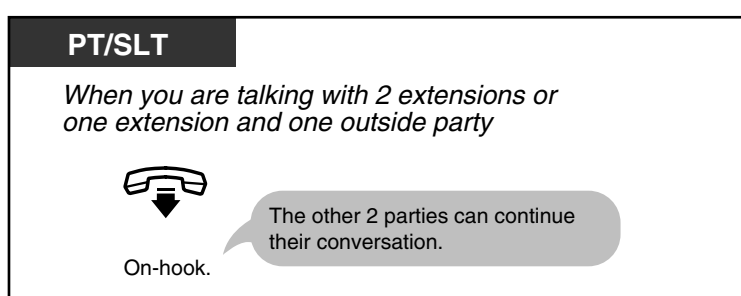 PT/SLT
When you are talking with 2 extensions or
one extension and one outside party
The other 2 parties can continue
their conversation.
On-hook.